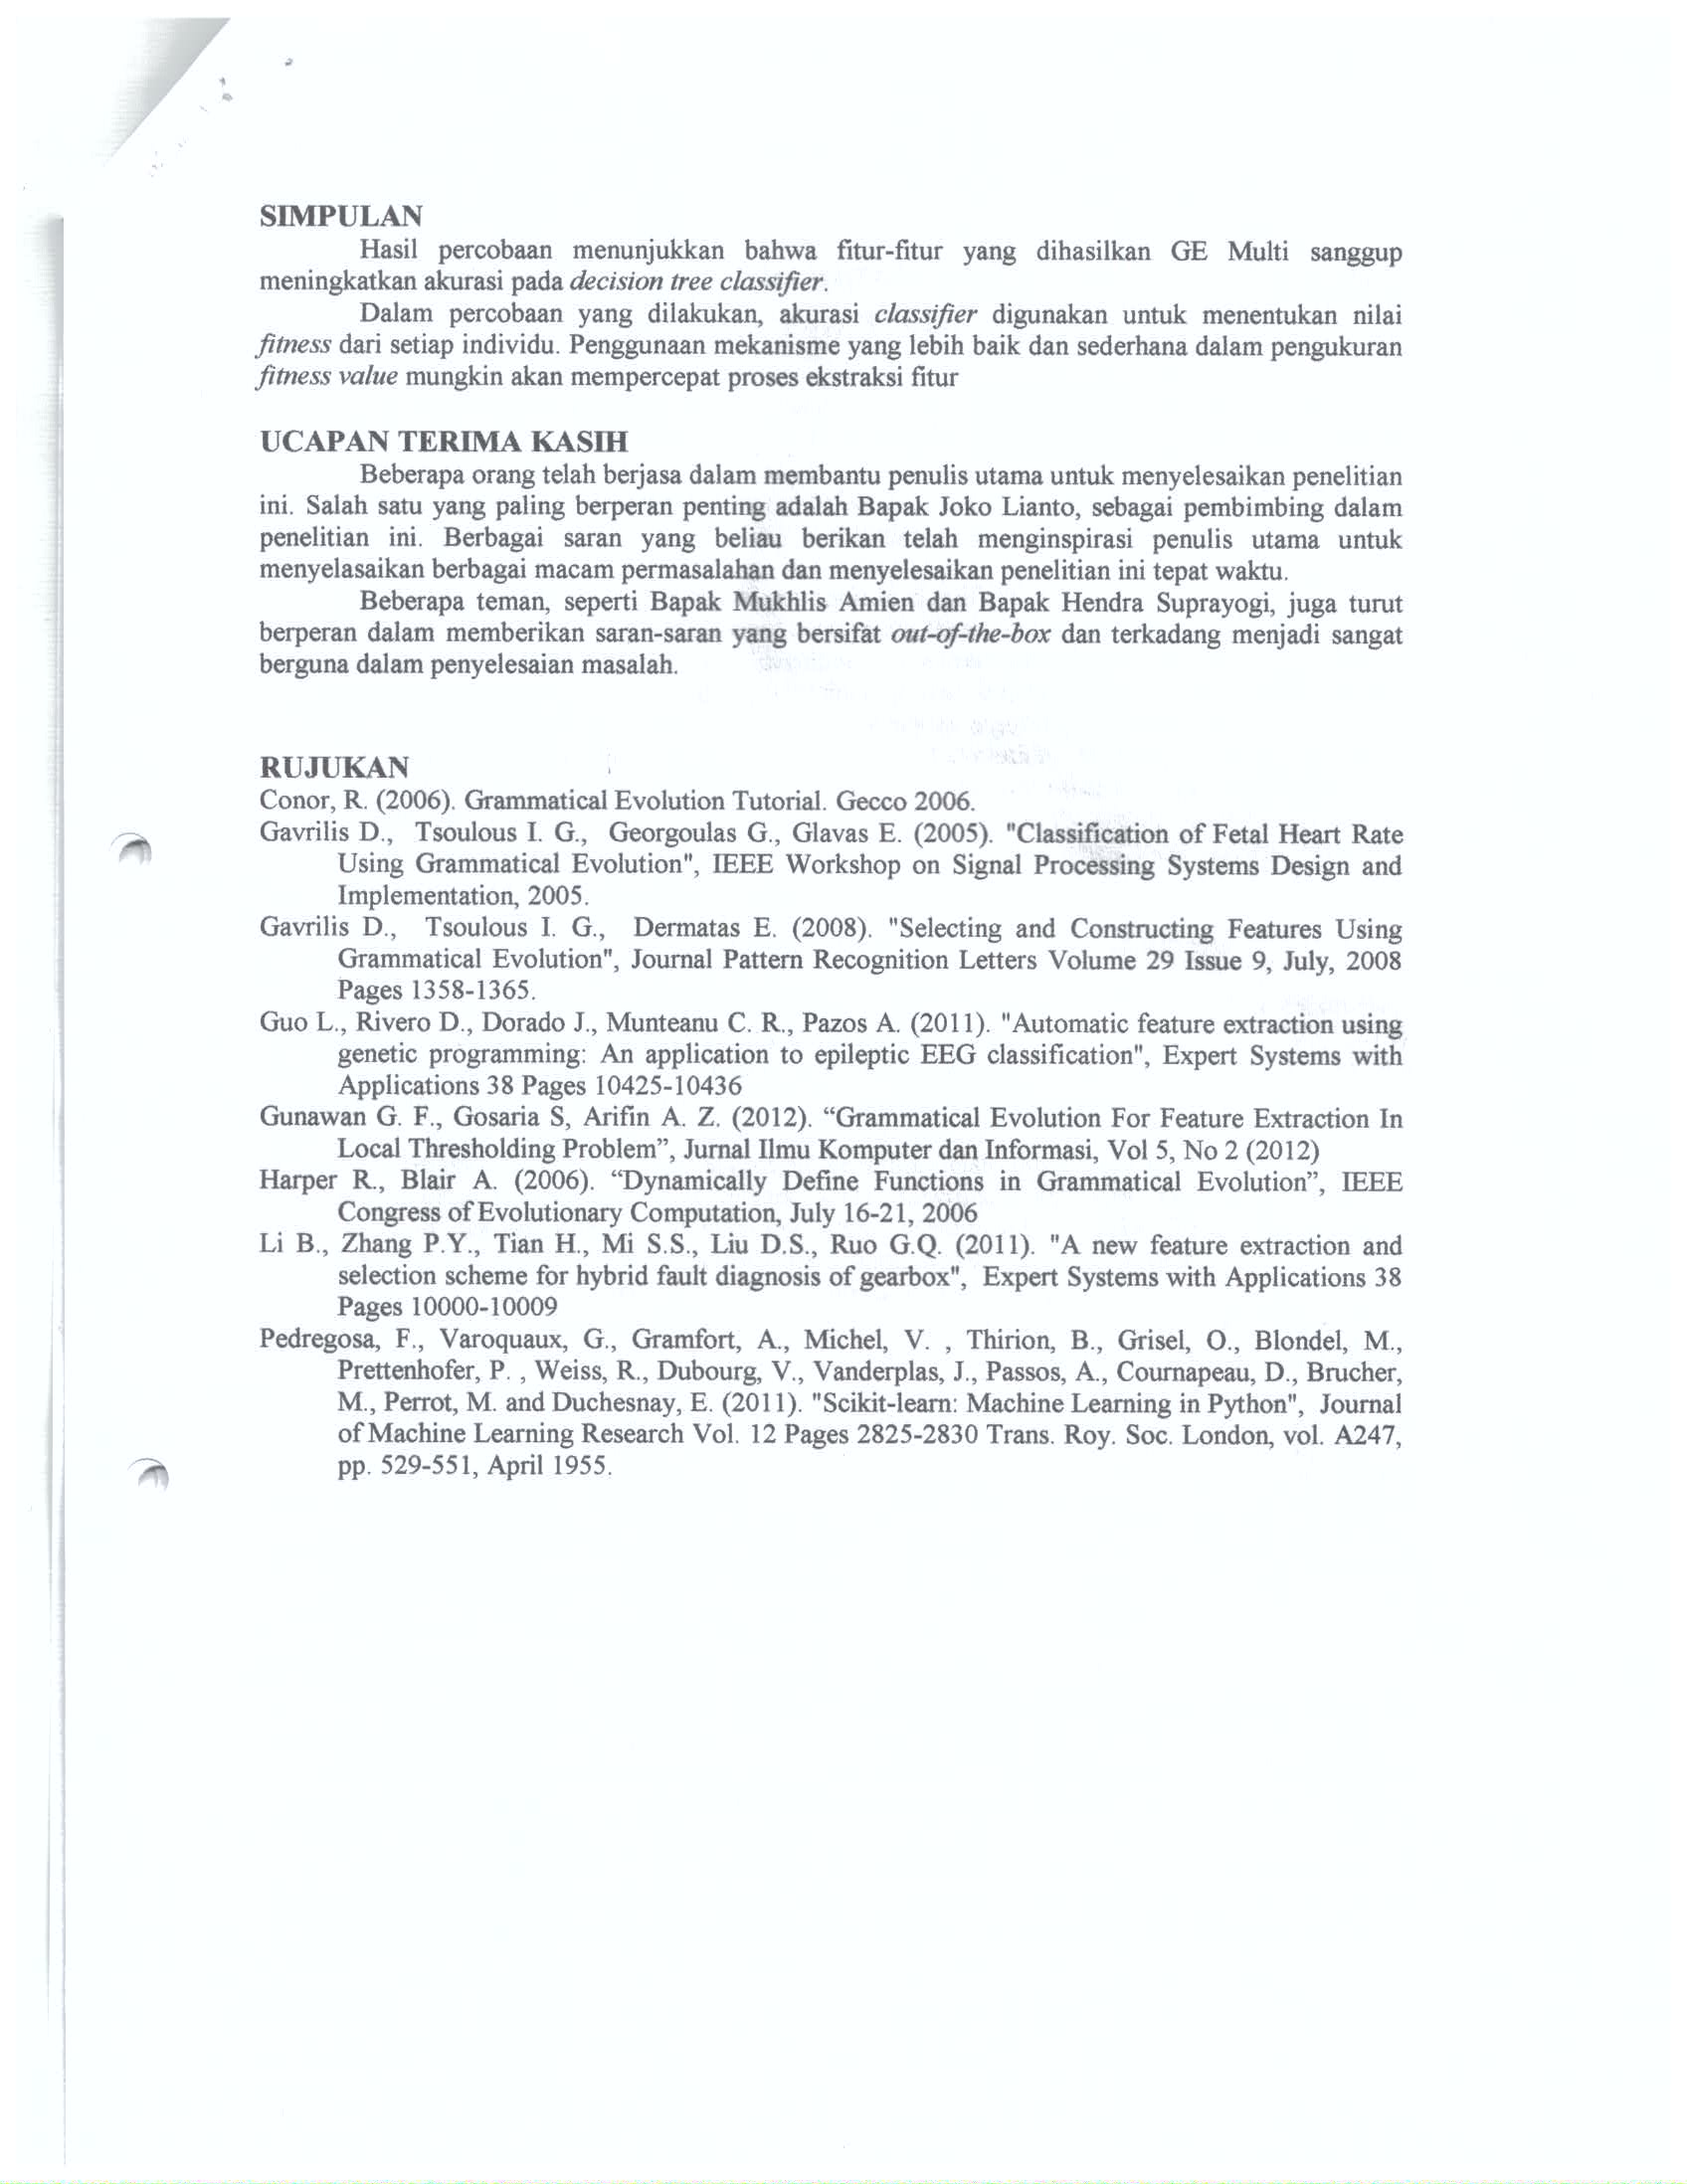 SIMPULAN
Hasil percobaan menunjukkan bahwa fitur-fitur yang dihasilkan GE Multi sanggup
meningkatkan akurasi pada decision tree classifier.
Dalam percobaan yang dilakukan, akurasi classifier digunakan untuk menentukan nilai
fitness dari setiap individu. Penggunaan mekanisme yang lebih baik dan sederhana dalam pengukuran
fitness value mungkin akan mempercepat proses ekstraksi fitur
UCAPAN TERIMA KASIH
Beberapa orang telah berjasa dalam membantu penulis utama untuk menyelesaikan penelitian
ini. Salah satu yang paling berperan penting adalah Bapak Joko Lianto, sebagai pembimbing dalam
penelitian ini. Berbagai saran yang beliau berikan telah menginspirasi penulis utama untuk
menyelasaikan berbagai macam permasalahan dan menyelesaikan penelitian ini tepat waktu.
Beberapa teman, seperti Bapak Mukhlis Amien dan Bapak Hendra Suprayogi, juga turut
berperan dalam memberikan saran-saran yang bersifat out-of-the-box dan terkadang menjadi sangat
berguna dalam penyelesaian masalah.
RUJUKAN
Conor, R. (2006). Grammatical Evolution Tutorial. Gecco 2006.
Gavrilis D., Tsoulous I. G., Georgoulas G., Glavas E. (2005). "Classification of Fetal Heart Rate
Using Grammatical Evolution", IEEE Workshop on Signal Processing Systems Design and
Implementation, 2005.
Gavrilis D., Tsoulous I. G., Dermatas E. (2008). "Selecting and Constructing Features Using
Grammatical Evolution", Journal Pattern Recognition Letters Volume 29 Issue 9, July, 2008
Pages 1358-1365.
Guo L., Rivero D., Dorado J., Munteanu C. R., Pazos A. (2011). "Automatic feature extraction using
genetic programming: An application to epileptic EEG classification", Expert Systems with
Applications 38 Pages 10425-10436
Gunawan G. F., Gosaria S, Arifin A. Z. (2012). “Grammatical Evolution For Feature Extraction In
Local Thresholding Problem”, Jurnal Ilmu Komputer dan Informasi, Vol 5, No 2 (2012)
Harper R., Blair A. (2006). “Dynamically Define Functions in Grammatical Evolution”, IEEE
Congress of Evolutionary Computation, July 16-21, 2006
Li B., Zhang P.Y., Tian H., Mi S.S., Liu D.S., Ruo G.Q. (2011). "A new feature extraction and
selection scheme for hybrid fault diagnosis of gearbox", Expert Systems with Applications 38
Pages 10000-10009
Pedregosa, F., Varoquaux, G., Gramfort, A., Michel, V. , Thirion, B., Grisel, O., Blondel, M.,
Prettenhofer, P. , Weiss, R., Dubourg, V., Vanderplas, J., Passos, A., Cournapeau, D., Brucher,
M., Perrot, M. and Duchesnay, E. (2011). "Scikit-learn: Machine Learning in Python", Journal
of Machine Learning Research Vol. 12 Pages 2825-2830 Trans. Roy. Soc. London, vol. A247,
pp. 529-551, April 1955.